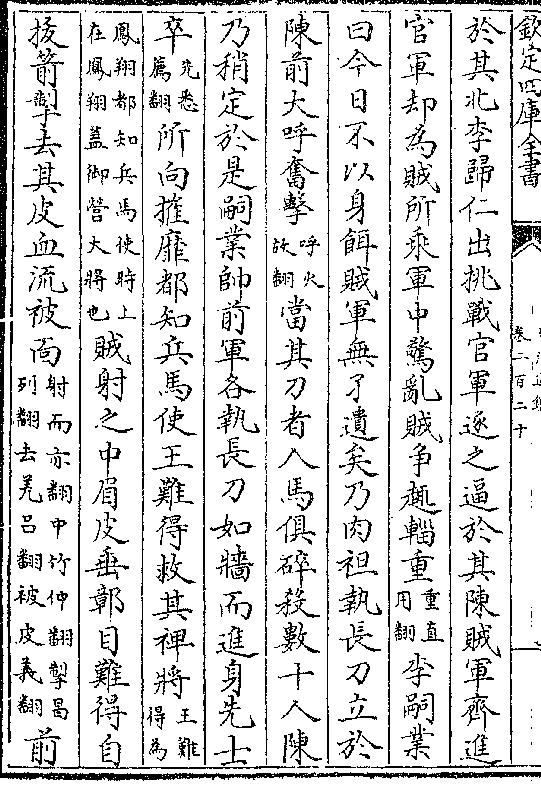 欽定四庫全書
卷二百二十
於其北李歸仁出挑戰官軍逐之逼於其陳賊軍齊進
官軍却為賊所乘軍中驚亂賊争趣輜重重直用翻李嗣業
曰今日不以身餌賊軍無孑遺矣乃肉袒執長刀立於
陳前大呼奮擊呼火故翻當其刀者人馬俱碎殺數十人陳
乃稍定於是嗣業帥前軍各執長刀如牆而進身先士
卒先悉薦翻所向摧靡都知兵馬使王難得救其裨將王難得為
鳳翔都知兵馬使時上在鳳翔蓋御營大將也賊射之中眉皮垂鄣目難得自
拔箭掣去其皮血流被面射而亦翻中竹仲翻掣昌列翻去羌呂翻被皮義翻前